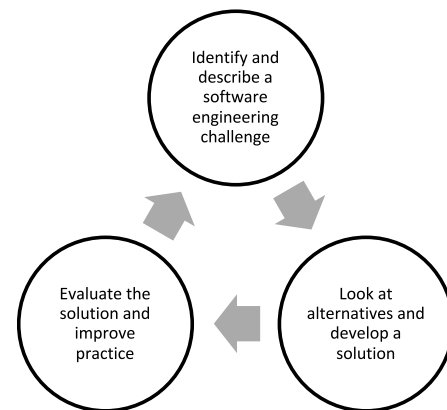 Identify and
describe a
software
engineering
challenge
Look at
alternatives and
develop a
solution
Evaluate the
solution and
improve
practice